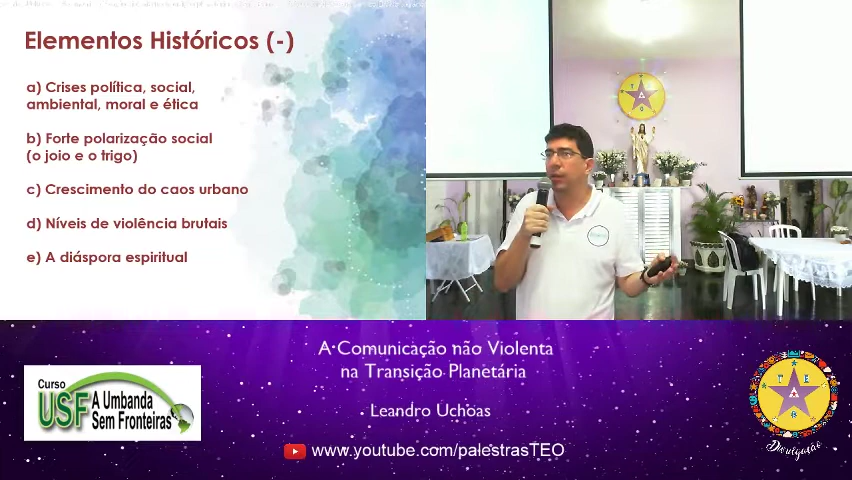 Elementos Históricos (-)
a) Crises política, social,
ambiental, moral e ética
b) Forte polarização social
(o joio e o trigo)
c) Crescimento do caos urbano
d) Níveis de violência brutais
e) A diáspora espiritual
A Comunicação não Violenta
na Transição Planetária
Leandro Uchoas
www.youtube.com/palestrasTEO
Curso
USF A Umbanda
Sem Fronteiras
T E
B R
Divulgação